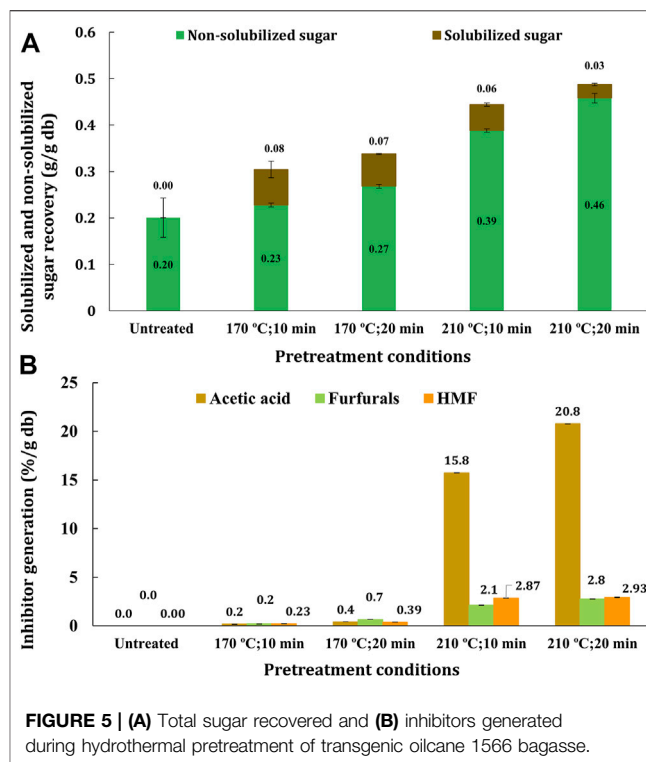 A
Non-solubilized sugar Solubilized sugar
Solubilized and non-solubilized
sugar recovery (g/g db)
0.6
0.5
0.4
0.3
0.2
0.1
0
0.00
0.20
0.08
0.23
0.07
0.27
0.06
0.39
0.03
0.46
Untreated 170 ºC;10 min 170 ºC;20 min 210 ºC;10 min 210 ºC;20 min
Pretreatment conditions
B
Acetic acid Furfurals HMF
Inhibitor generation (%/g db)
25
20
15
10
5
0
0.0 0.0 0.00
0.2 0.2 0.23
0.4 0.7 0.39
15.8 2.1 2.87
20.8 2.8 2.93
Untreated 170 ºC;10 min 170 ºC;20 min 210 ºC;10 min 210 ºC;20 min
Pretreatment conditions
FIGURE 5 | (A) Total sugar recovered and (B) inhibitors generated
during hydrothermal pretreatment of transgenic oilcane 1566 bagasse.